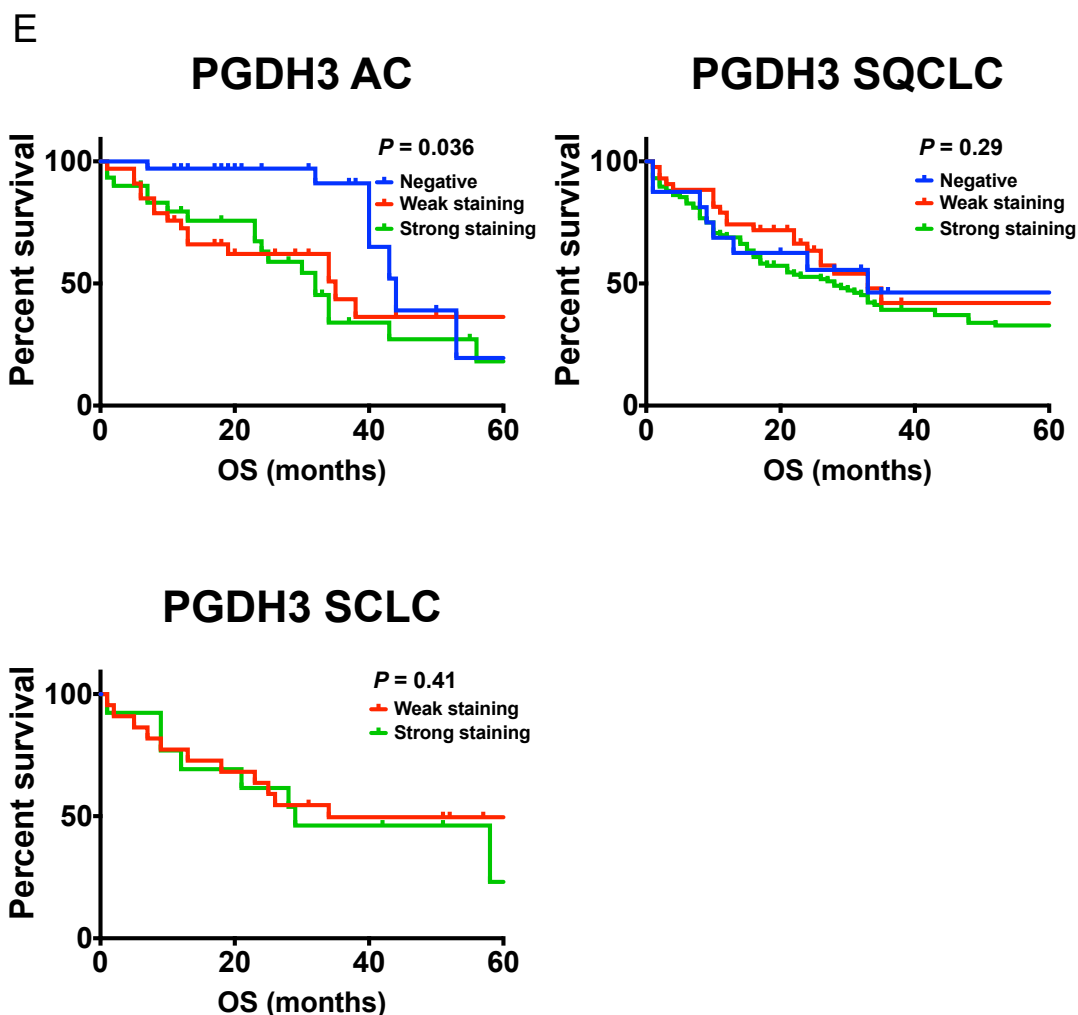 E
PGDH3 AC
Percent survival
100
50
0
0 20 40 60
OS (months)
P = 0.036
Negative
Weak staining
Strong staining
PGDH3 SQCLC
Percent survival
100
50
0
0 20 40 60
OS (months)
P = 0.29
Negative
Weak staining
Strong staining
PGDH3 SCLC
Percent survival
100
50
0
0 20 40 60
OS (months)
P = 0.41
Weak staining
Strong staining